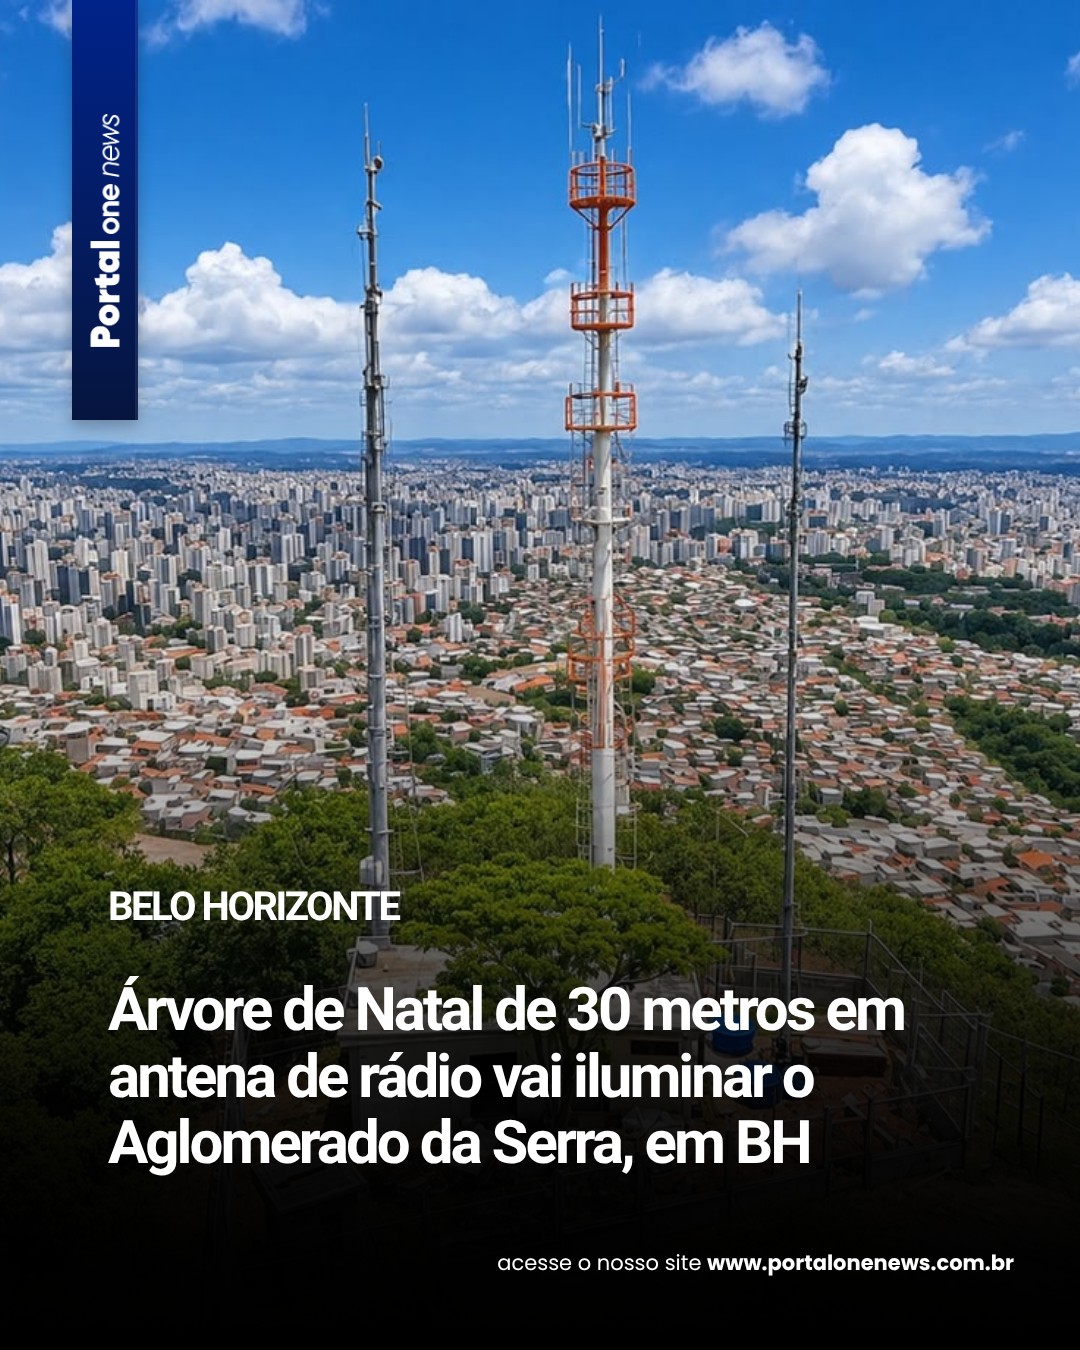 Portal one news
BELO HORIZONTE
Árvore de Natal de 30 metros em
antena de rádio vai iluminar o
Aglomerado da Serra, em BH
acesse o nosso site www.portalonenews.com.br